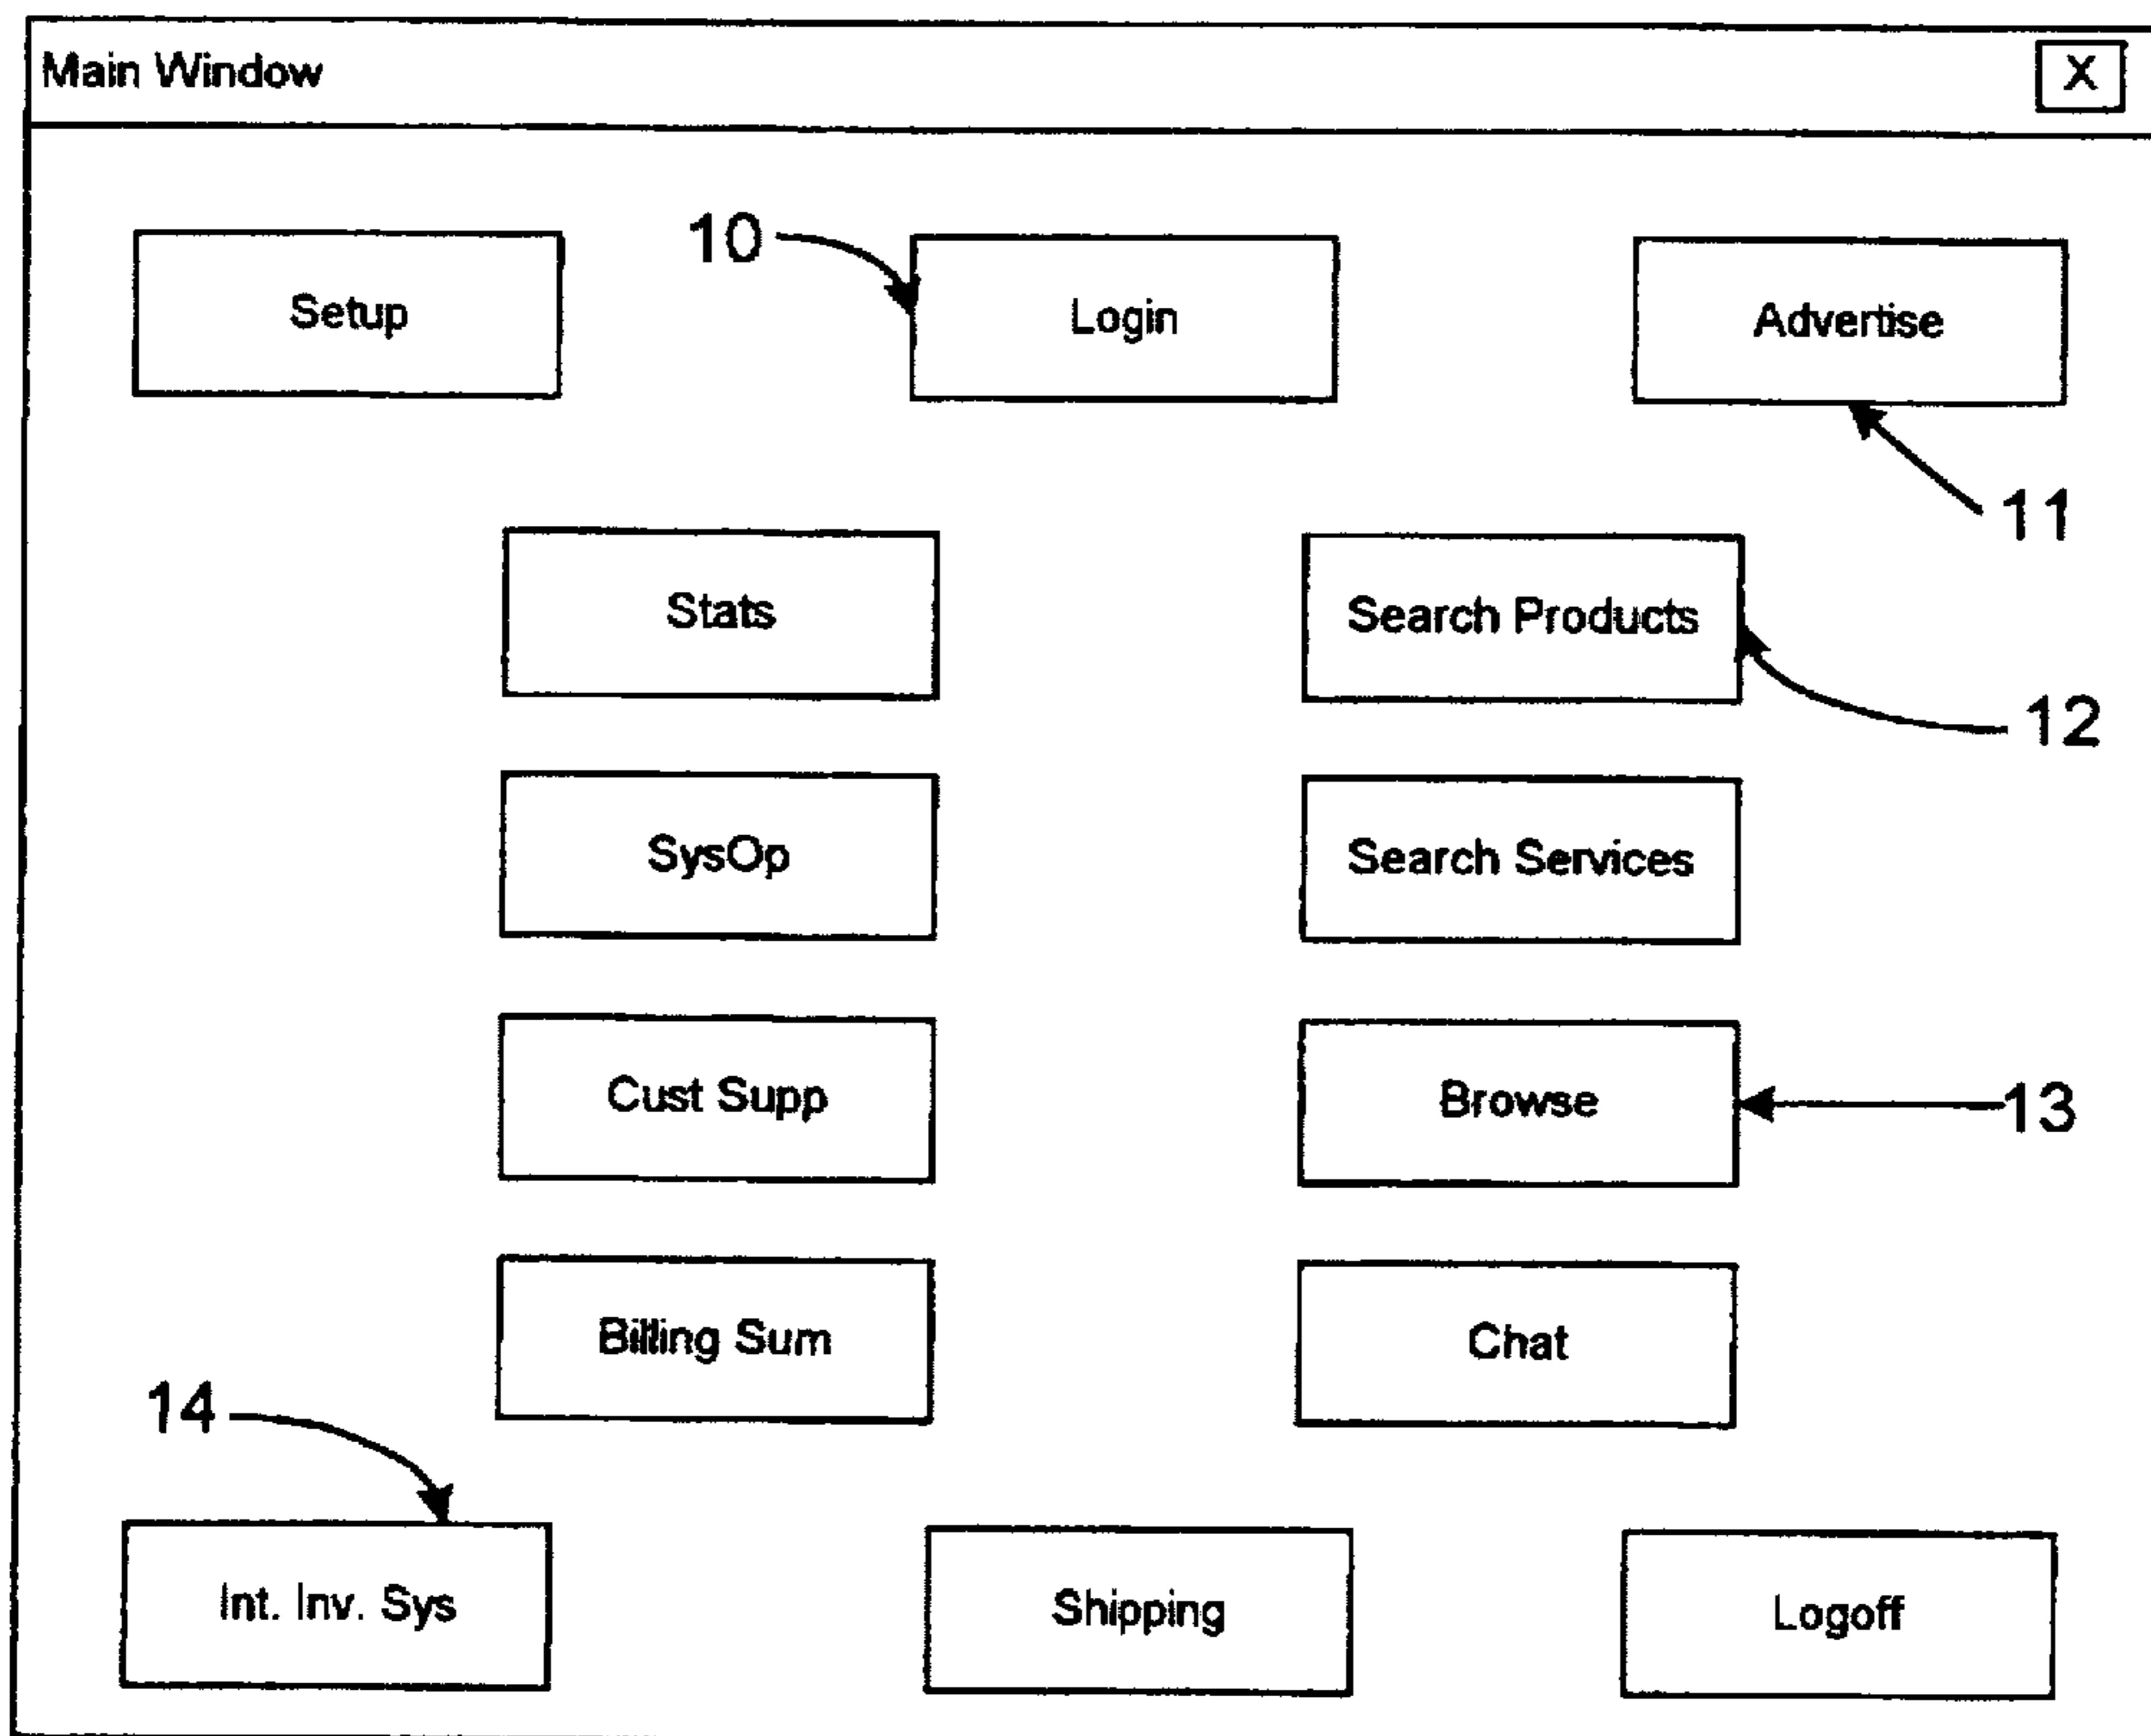 Main Window X
Setup
10
Login
Advertise
11
Stats
Search Products
12
SysOp
Search Services
Cust Supp
Browse
13
Billing Sum
Chat
14
Int. Inv. Sys
Shipping
Logoff